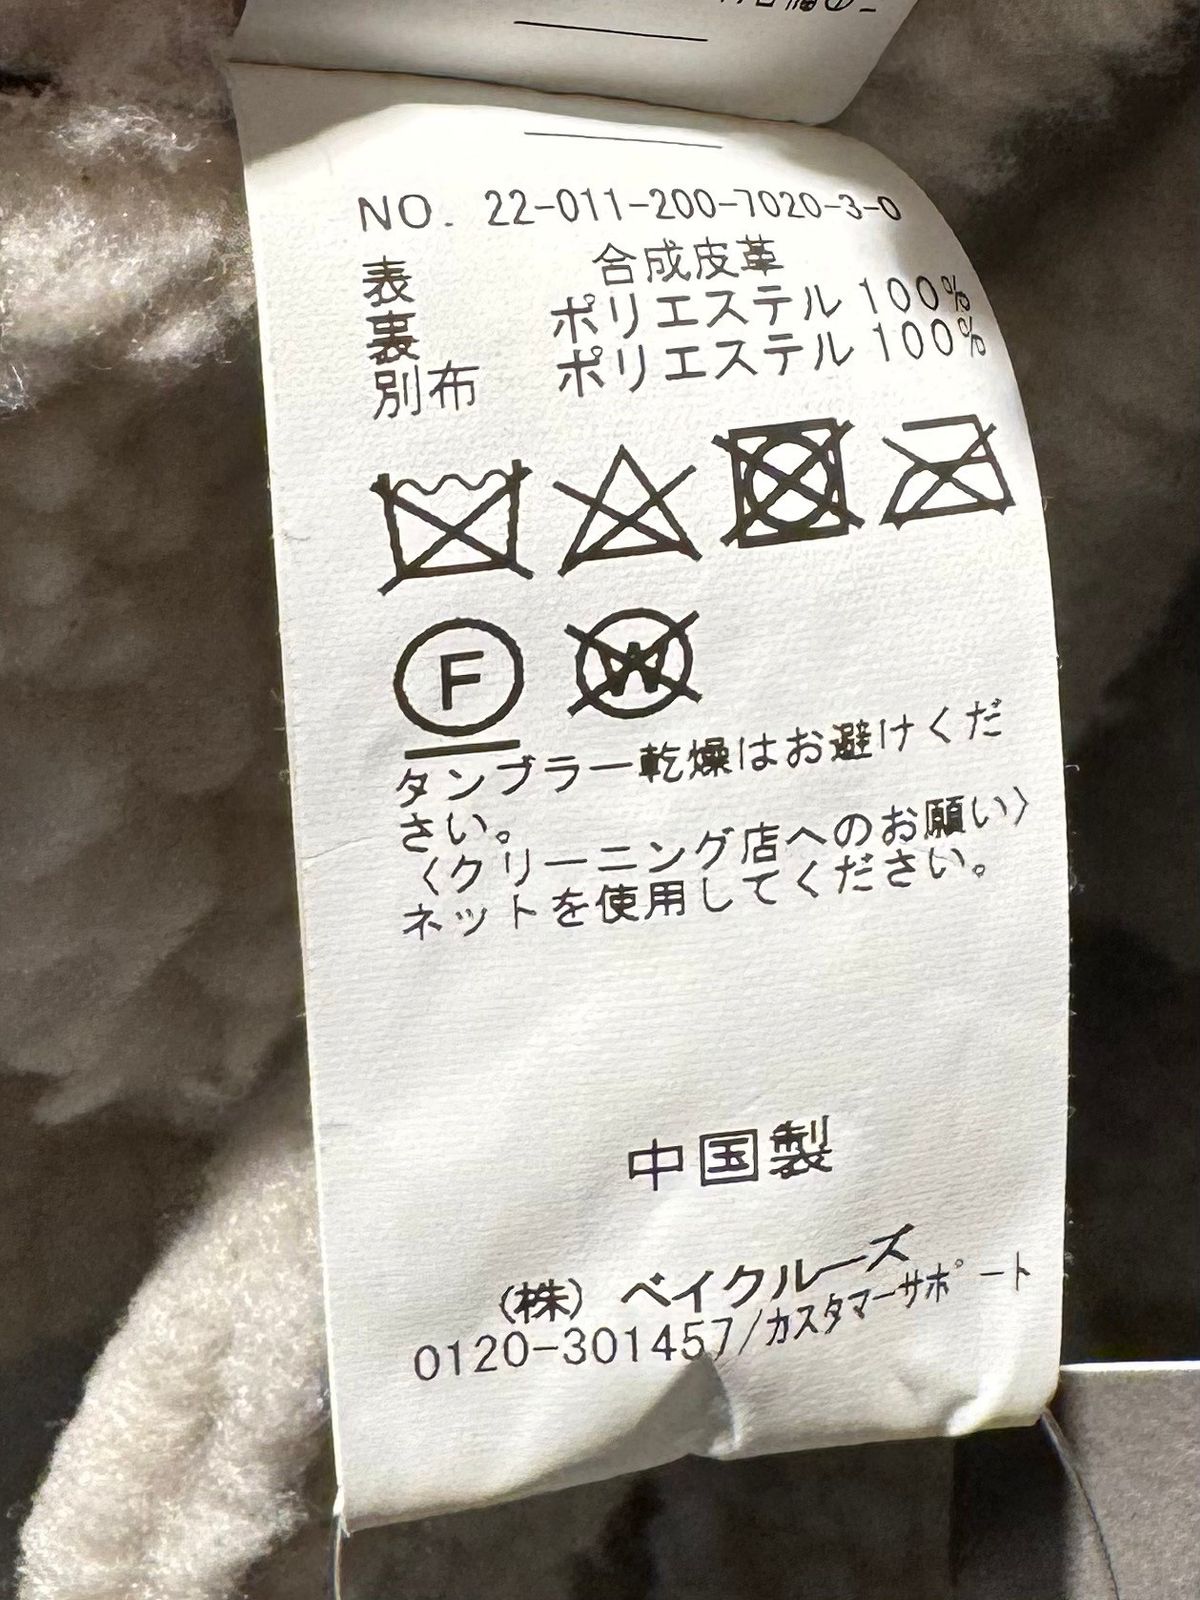 NO. 22-011-200-7020-3-0
表 合成皮革
裏 ポリエステル 100%
別布 ポリエステル 100%
F
W
タンブラー乾燥はお避けくだ
さい。
〈クリーニング店へのお願い〉
ネットを使用してください。
中国製
(株) ベイクルーズ
0120-301457/カスタマーサポート